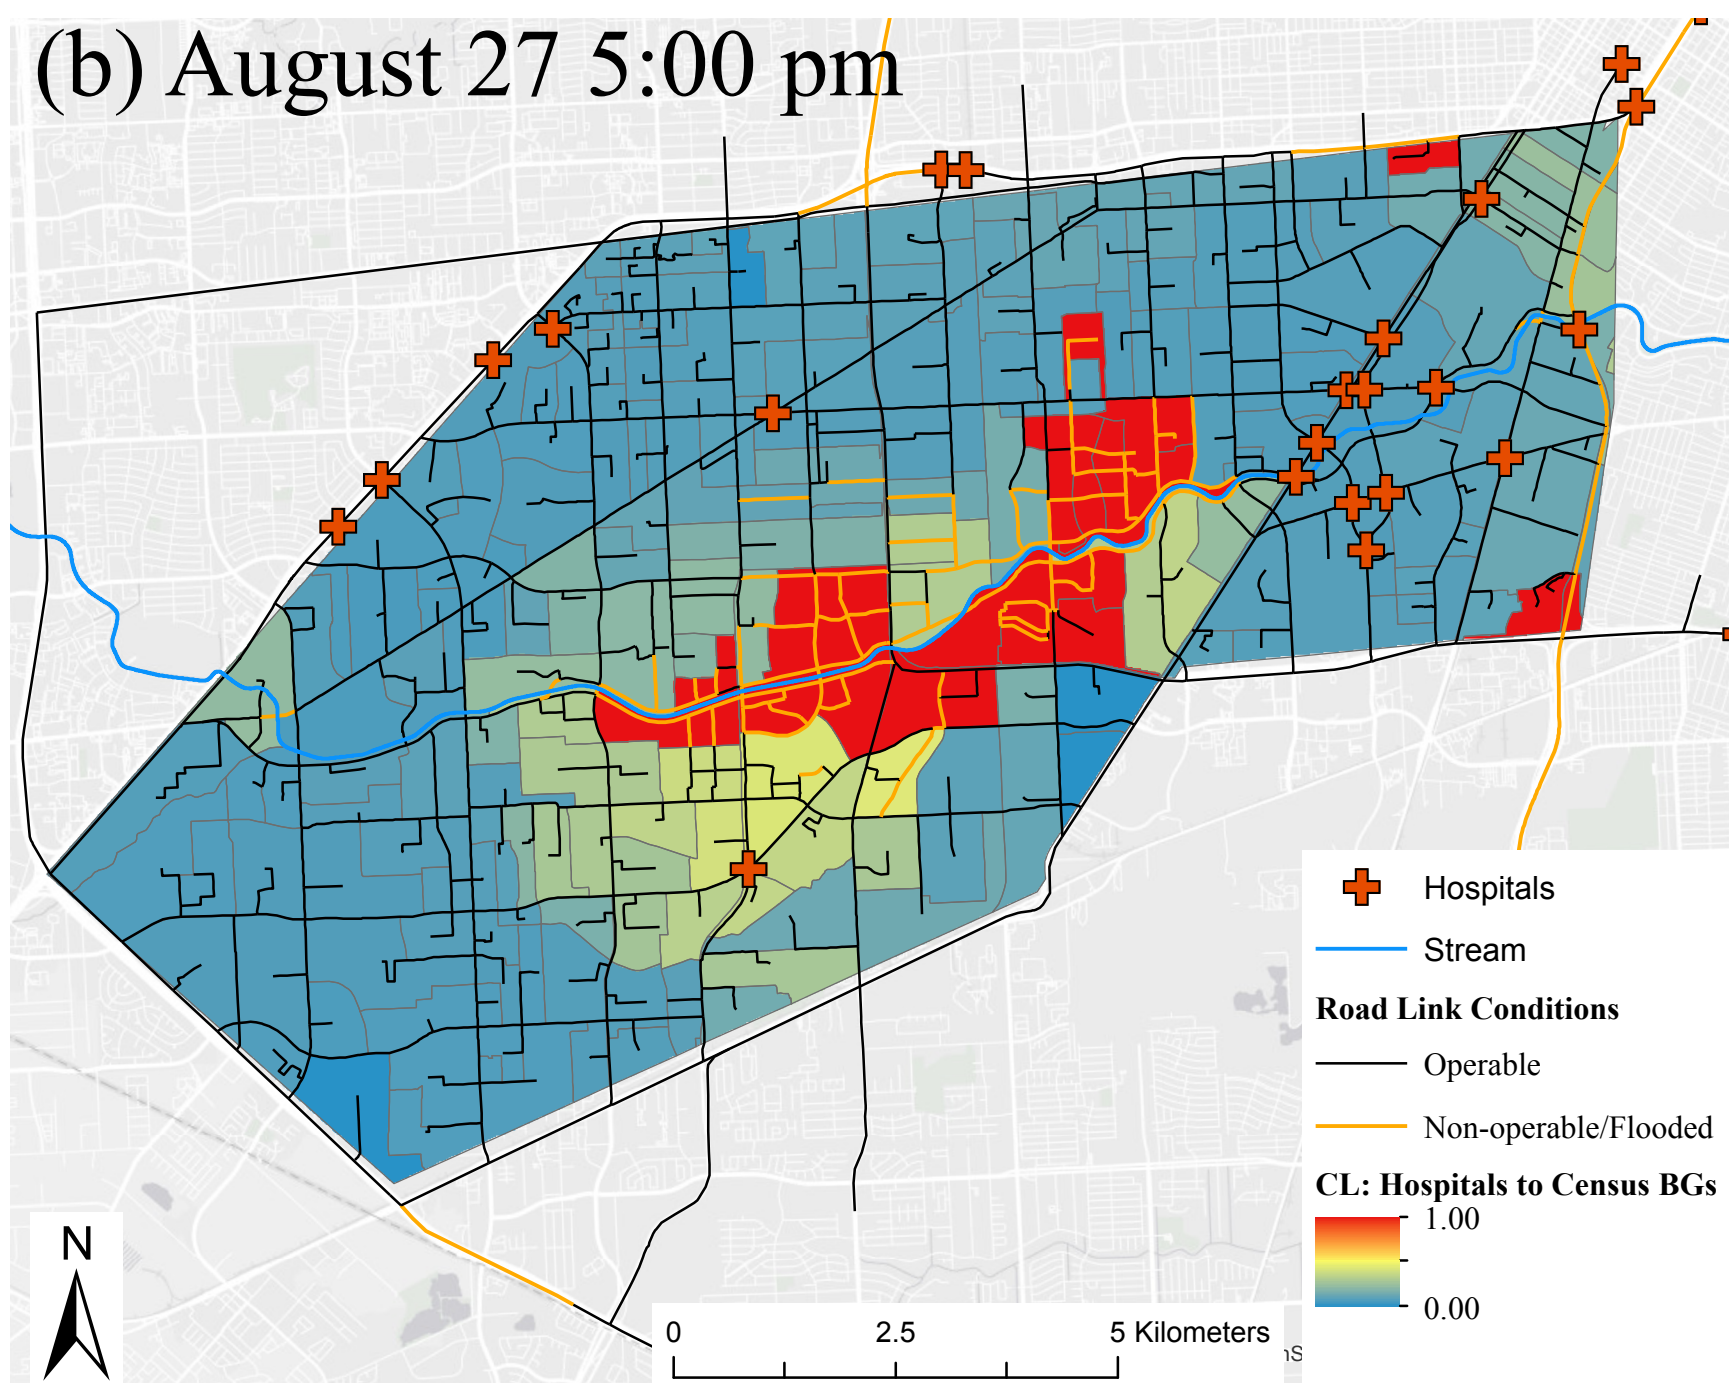 (b) August 27 5:00 pm
Hospitals
Stream
Road Link Conditions
Operable
Non-operable/Flooded
CL: Hospitals to Census BGs
1.00
0.00
N
0 2.5 5 Kilometers